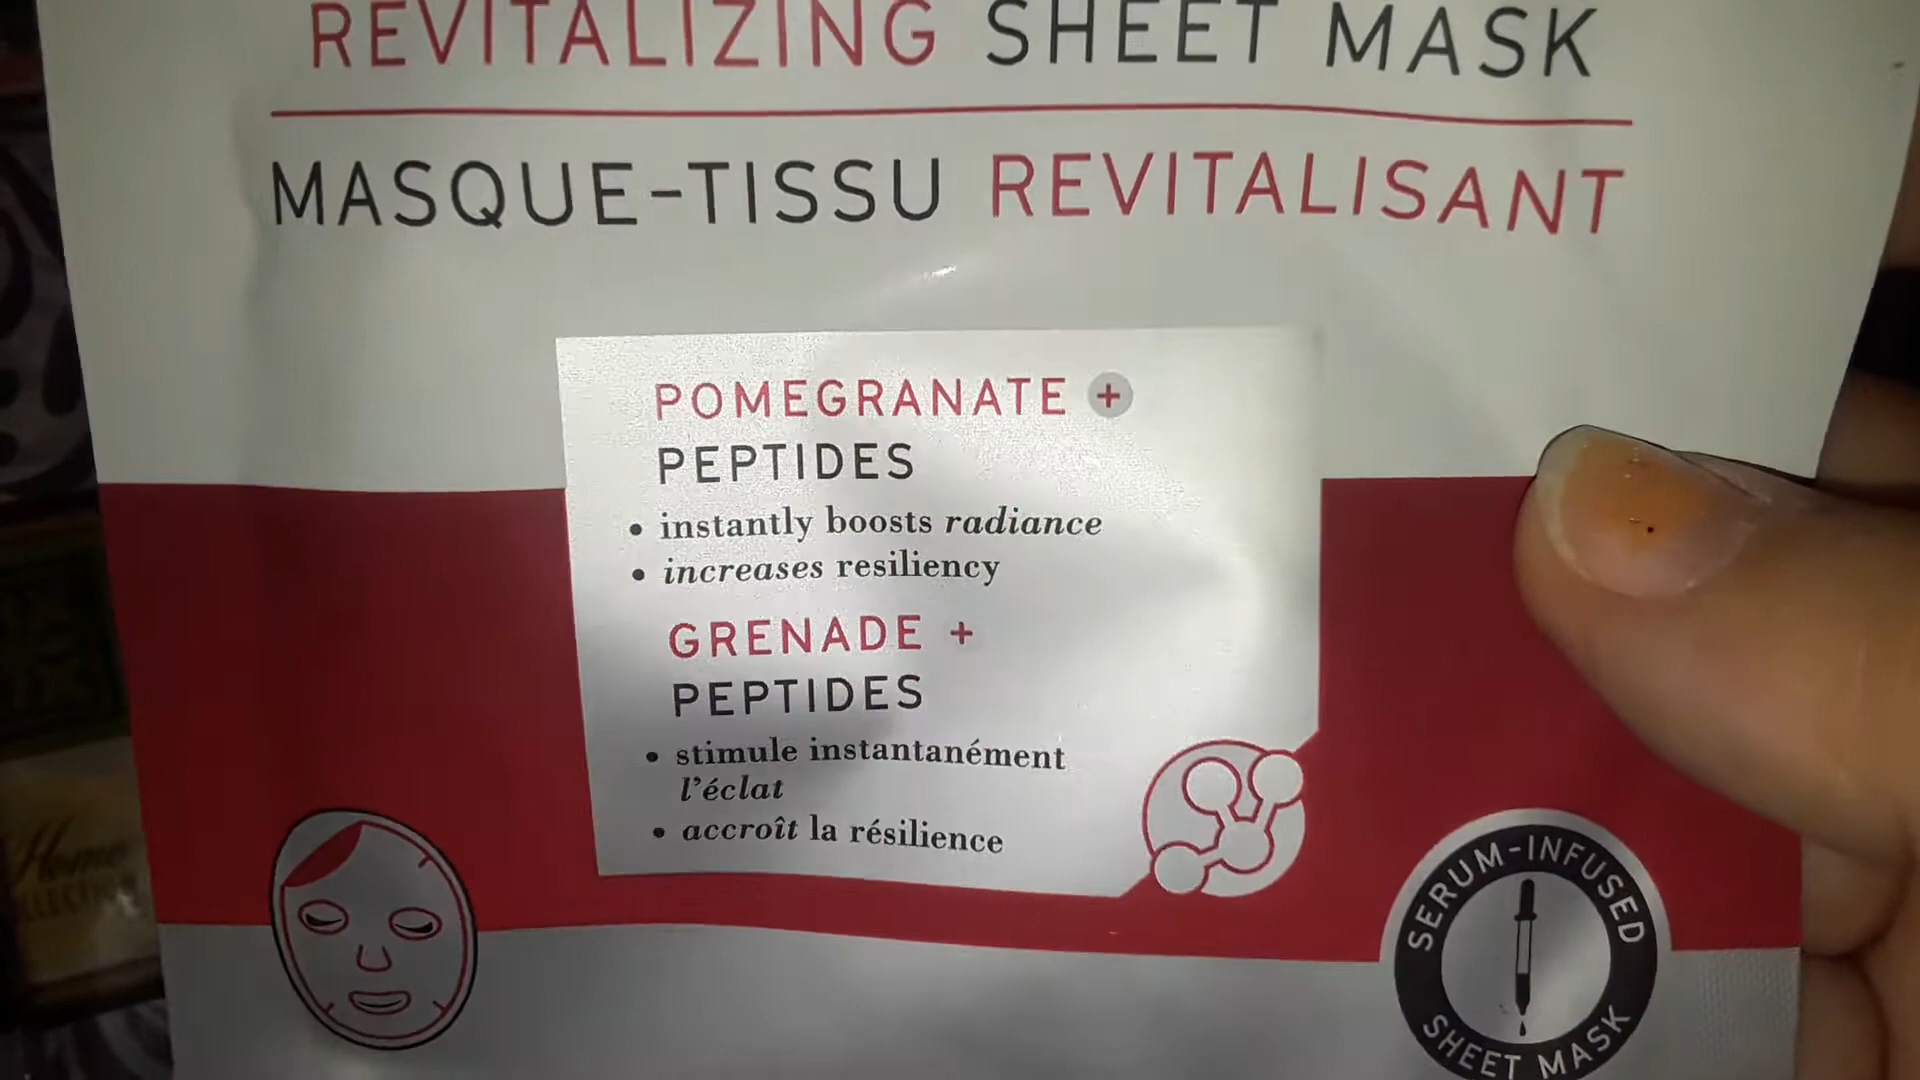 REVITALIZING SHEET MASK
MASQUE-TISSU REVITALISANT
POMEGRANATE +
PEPTIDES
• instantly boosts radiance
• increases resiliency
GRENADE +
PEPTIDES
• stimule instantanément
l'éclat
• accroît la résilience
SERUM-INFUSED
SHEET MASK
Home